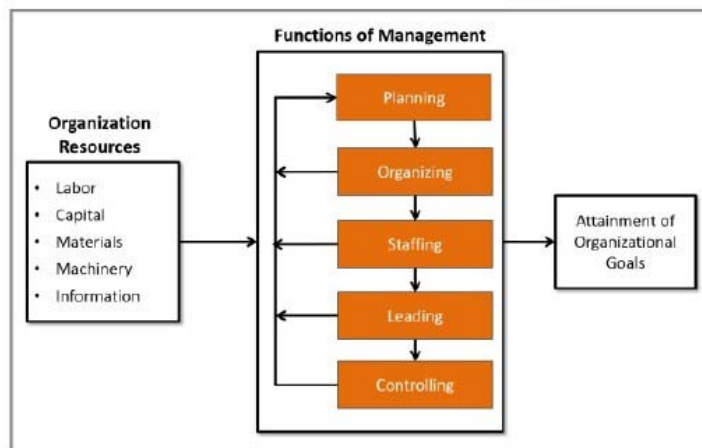 Functions of Management
Planning
Organizing
Staffing
Leading
Controlling
Organization
Resources
• Labor
• Capital
• Materials
• Machinery
• Information
Attainment of
Organizational
Goals